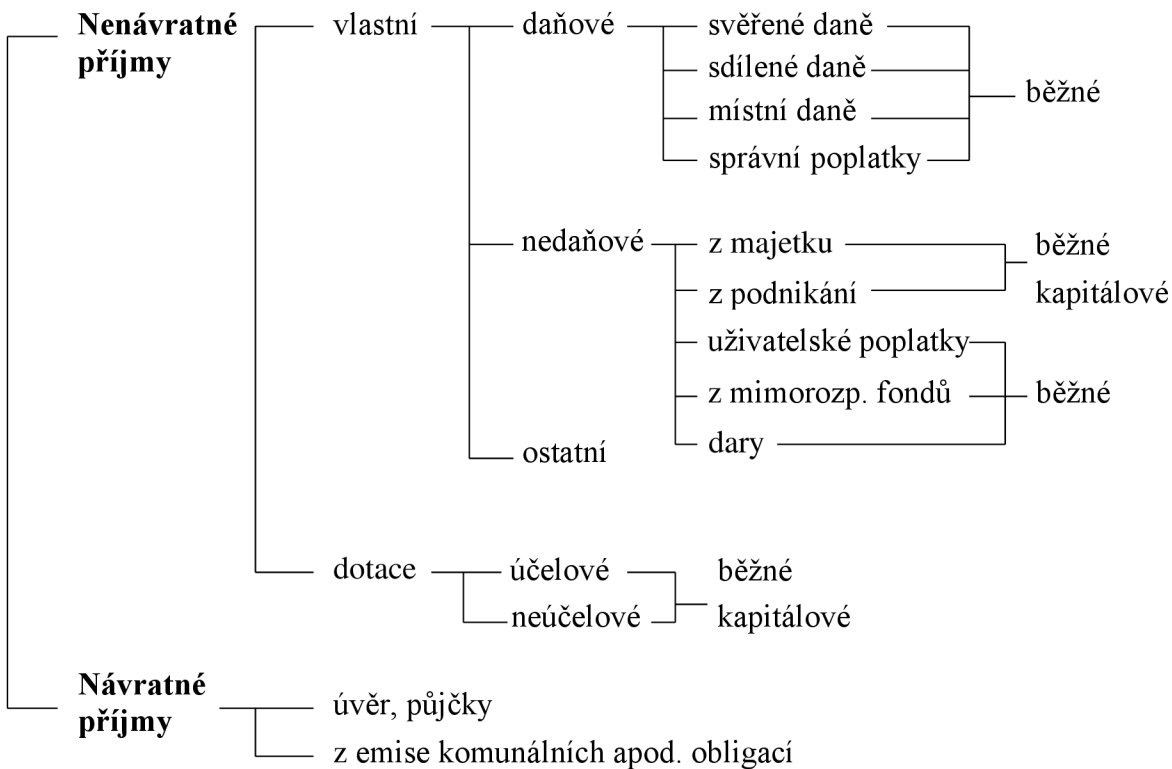 Nenávratné příjmy vlastní daňové svěřené daně
sdílené daně
běžné
místní daně
správní poplatky
nedaňové z majetku běžné
z podnikání kapitálové
uživatelské poplatky
z mimorozp. fondů běžné
dary
ostatní
dotace účelové běžné
neúčelové kapitálové
Návratné
příjmy
úvěr, půjčky
z emise komunálních apod. obligací